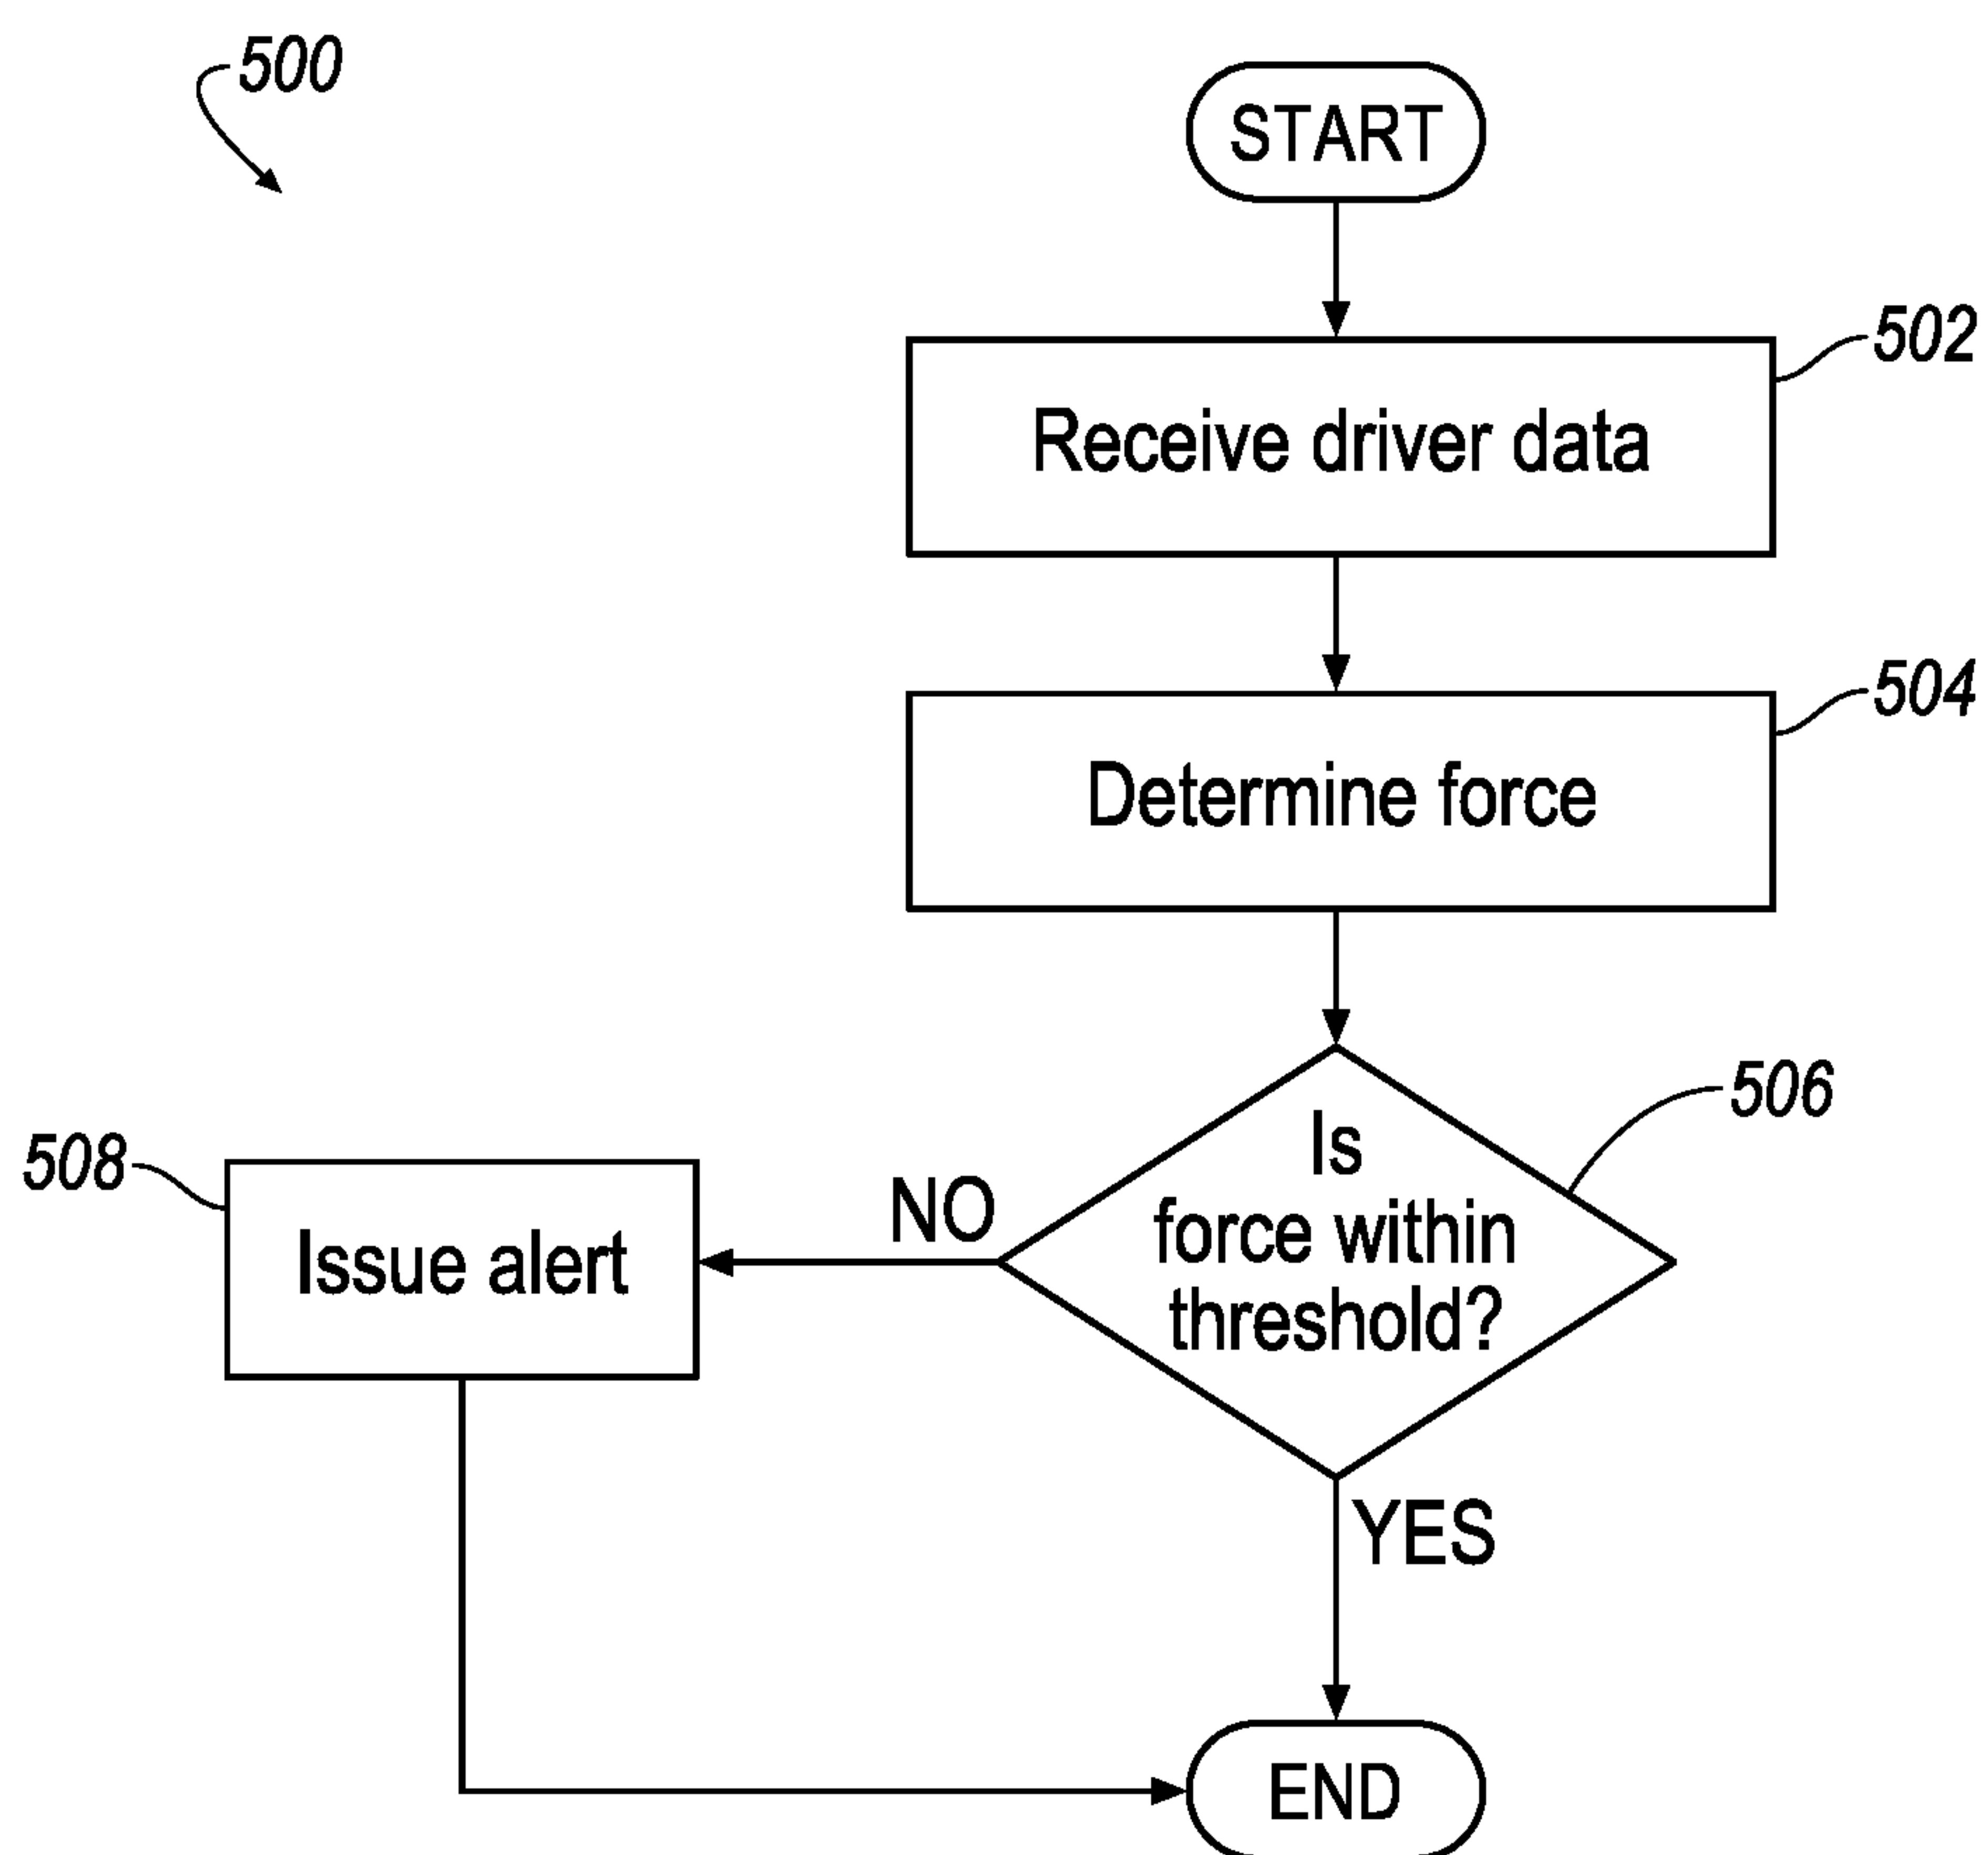 500
START
502
Receive driver data
504
Determine force
506
Is
force within
threshold?
NO
508
Issue alert
YES
END